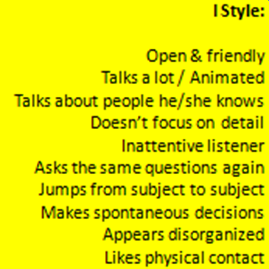 I Style:
Open & friendly
Talks a lot / Animated
Talks about people he/she knows
Doesn't focus on detail
Inattentive listener
Asks the same questions again
Jumps from subject to subject
Makes spontaneous decisions
Appears disorganized
Likes physical contact